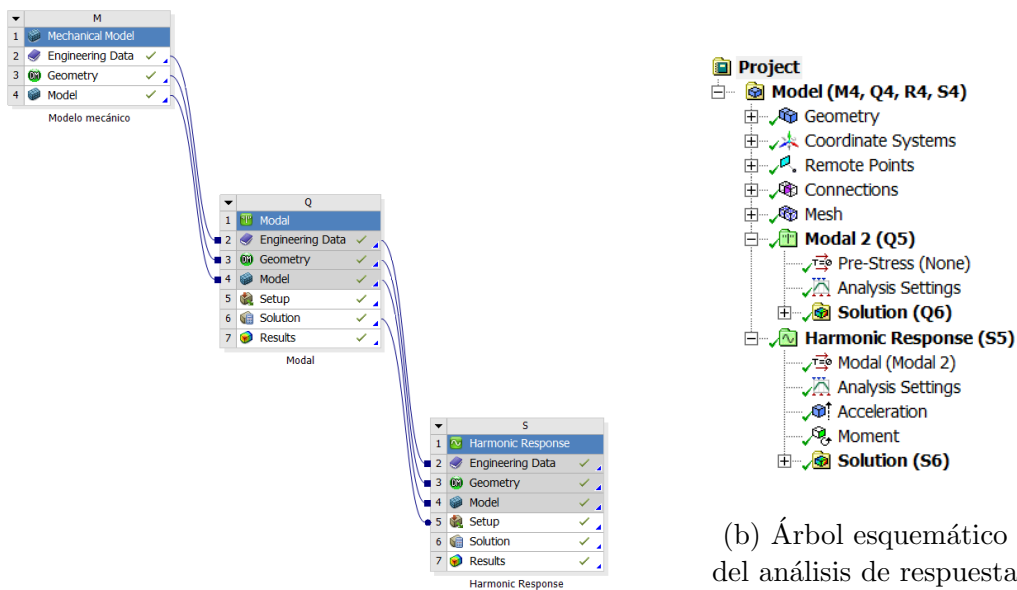 M
1 Mechanical Model
2 Engineering Data
3 Geometry
4 Model
Modelo mecánico
Q
1 Modal
2 Engineering Data
3 Geometry
4 Model
5 Setup
6 Solution
7 Results
Modal
S
1 Harmonic Response
2 Engineering Data
3 Geometry
4 Model
5 Setup
6 Solution
7 Results
Harmonic Response
Project
Model (M4, Q4, R4, S4)
Geometry
Coordinate Systems
Remote Points
Connections
Mesh
Modal 2 (Q5)
T=0 Pre-Stress (None)
Analysis Settings
Solution (Q6)
Harmonic Response (S5)
T=0 Modal (Modal 2)
Analysis Settings
Acceleration
Moment
Solution (S6)
(b) Árbol esquemático
del análisis de respuesta